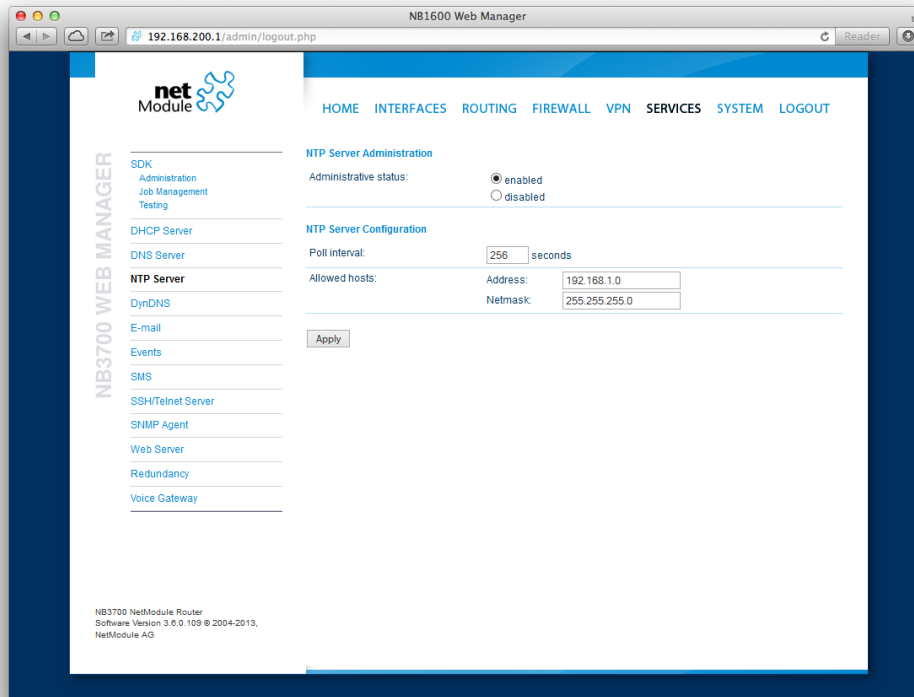 NB1600 Web Manager
192.168.200.1/admin/logout.php
Reader
net
Module
HOME INTERFACES ROUTING FIREWALL VPN SERVICES SYSTEM LOGOUT
NB3700 WEB MANAGER
SDK
Administration
Job Management
Testing
DHCP Server
DNS Server
NTP Server
DynDNS
E-mail
Events
SMS
SSH/Telnet Server
SNMP Agent
Web Server
Redundancy
Voice Gateway
NTP Server Administration
Administrative status:
enabled
disabled
NTP Server Configuration
Poll interval: 256 seconds
Allowed hosts: Address: 192.168.1.0
Netmask: 255.255.255.0
Apply
NB3700 NetModule Router
Software Version 3.6.0.109 © 2004-2013,
NetModule AG